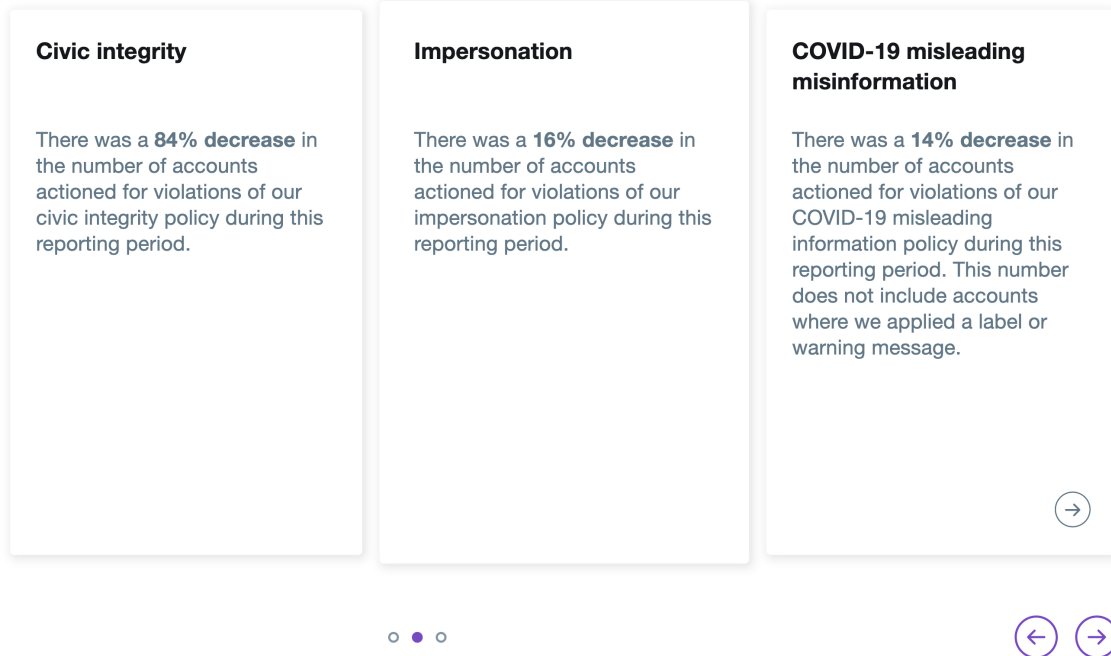 Civic integrity
There was a 84% decrease in
the number of accounts
actioned for violations of our
civic integrity policy during this
reporting period.
Impersonation
There was a 16% decrease in
the number of accounts
actioned for violations of our
impersonation policy during this
reporting period.
COVID-19 misleading
misinformation
There was a 14% decrease in
the number of accounts
actioned for violations of our
COVID-19 misleading
information policy during this
reporting period. This number
does not include accounts
where we applied a label or
warning message.